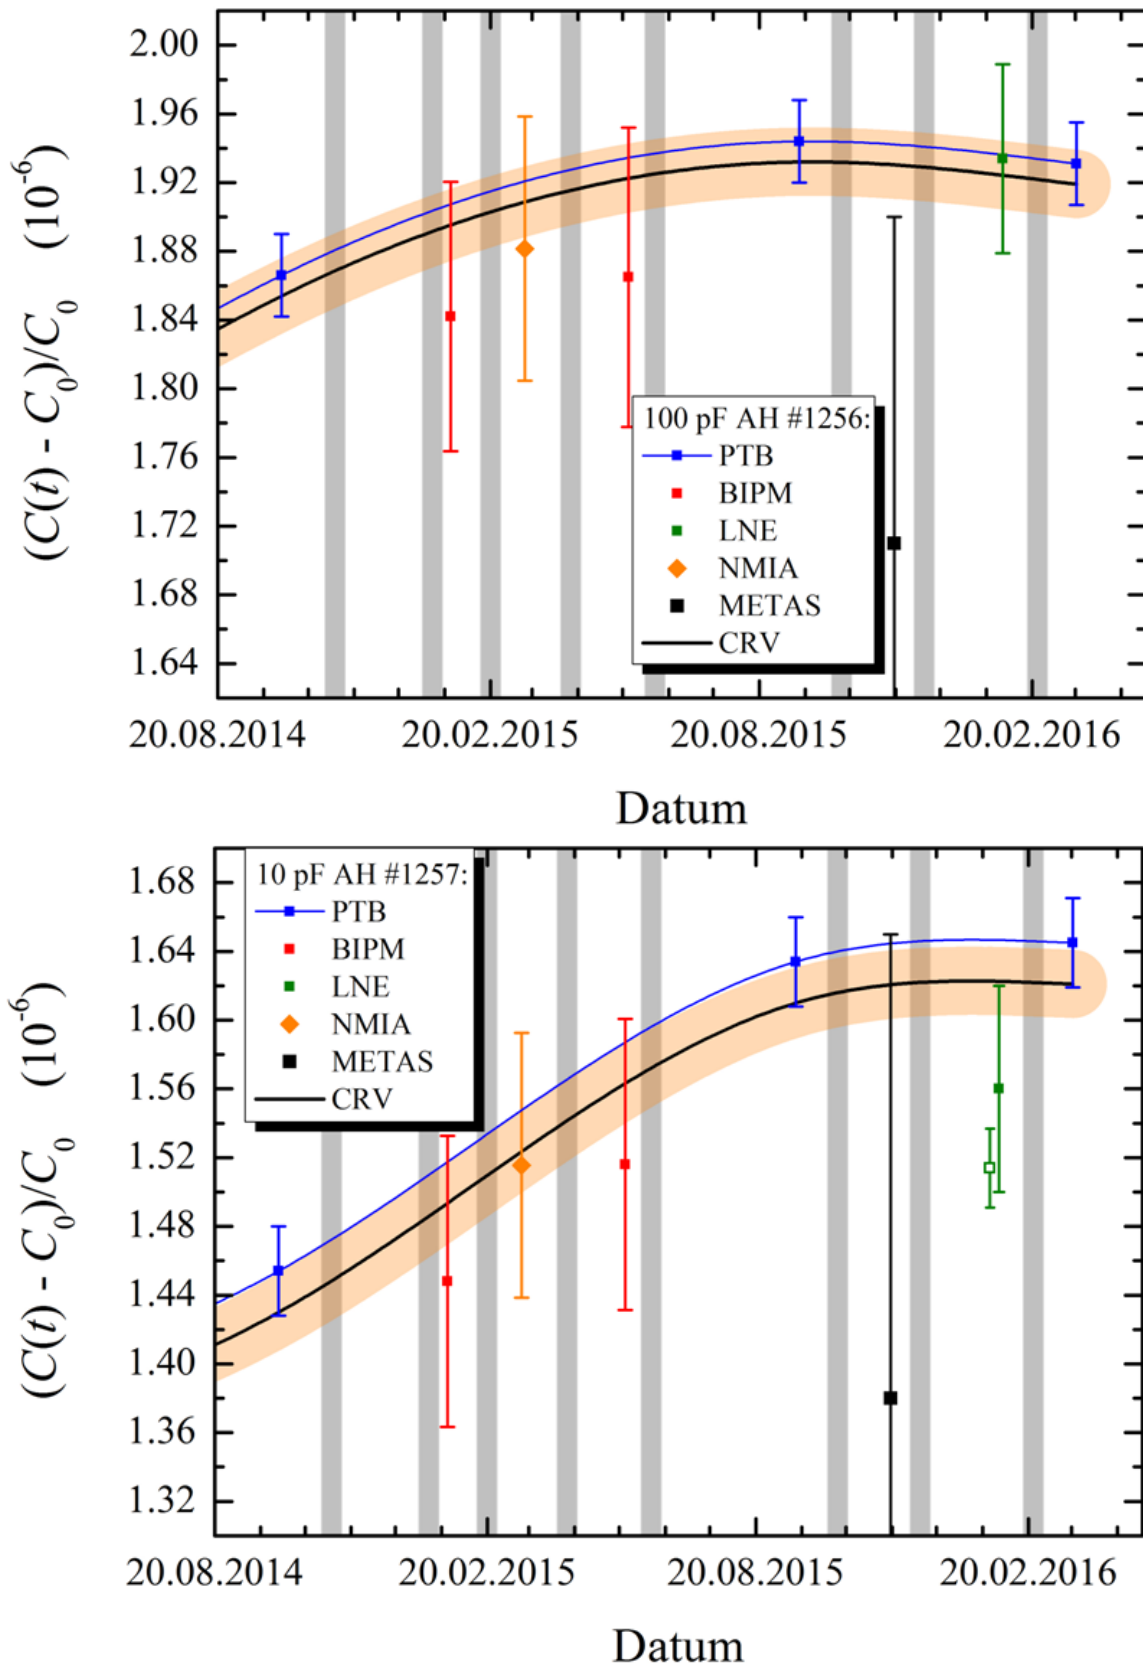 (C(t) - C₀)/C₀ (10⁻⁶)
2.00
1.96
1.92
1.88
1.84
1.80
1.76
1.72
1.68
1.64
100 pF AH #1256:
PTB
BIPM
LNE
NMIA
METAS
CRV
20.08.2014 20.02.2015 20.08.2015 20.02.2016
Datum
(C(t) - C₀)/C₀ (10⁻⁶)
1.68
1.64
1.60
1.56
1.52
1.48
1.44
1.40
1.36
1.32
10 pF AH #1257:
PTB
BIPM
LNE
NMIA
METAS
CRV
20.08.2014 20.02.2015 20.08.2015 20.02.2016
Datum